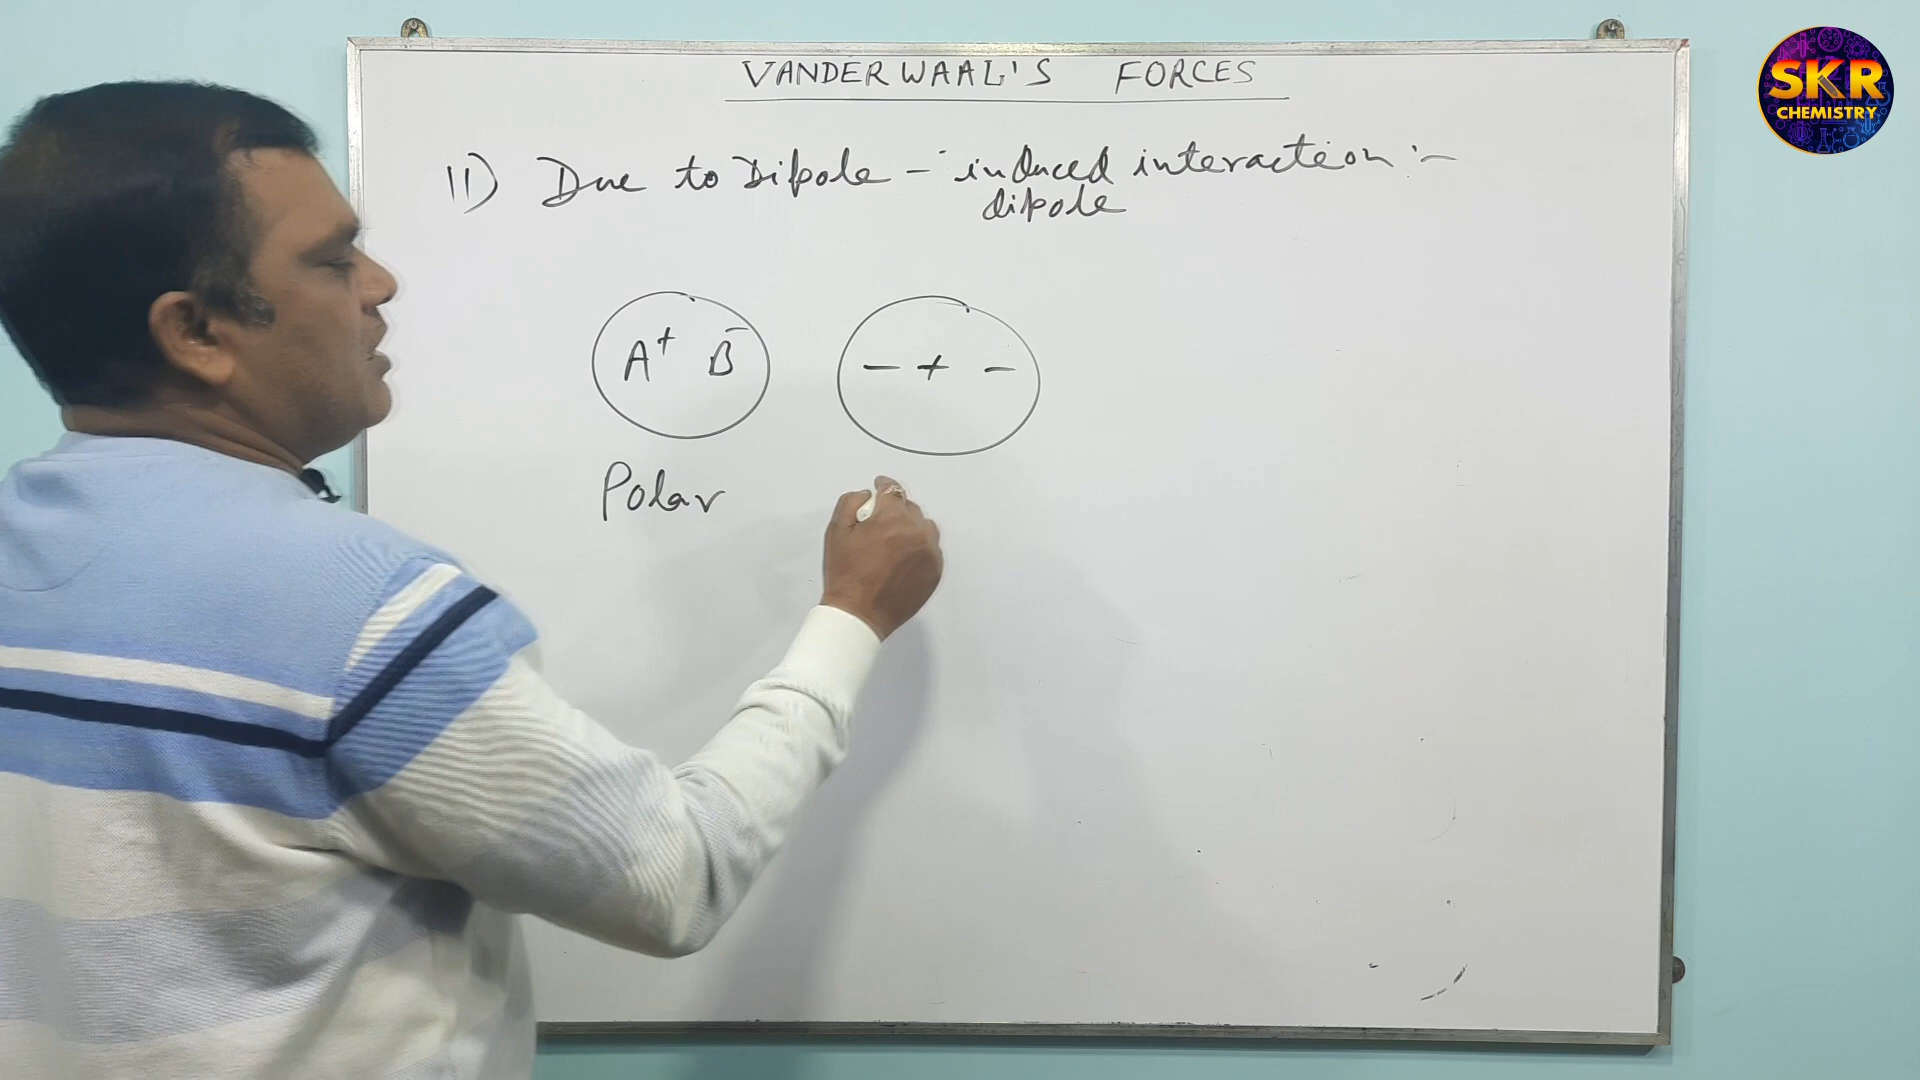 VANDER WAAL'S FORCES
11) Due to Dipole - induced interaction :-
dipole
A+ B-
- + -
Polar
SKR
CHEMISTRY